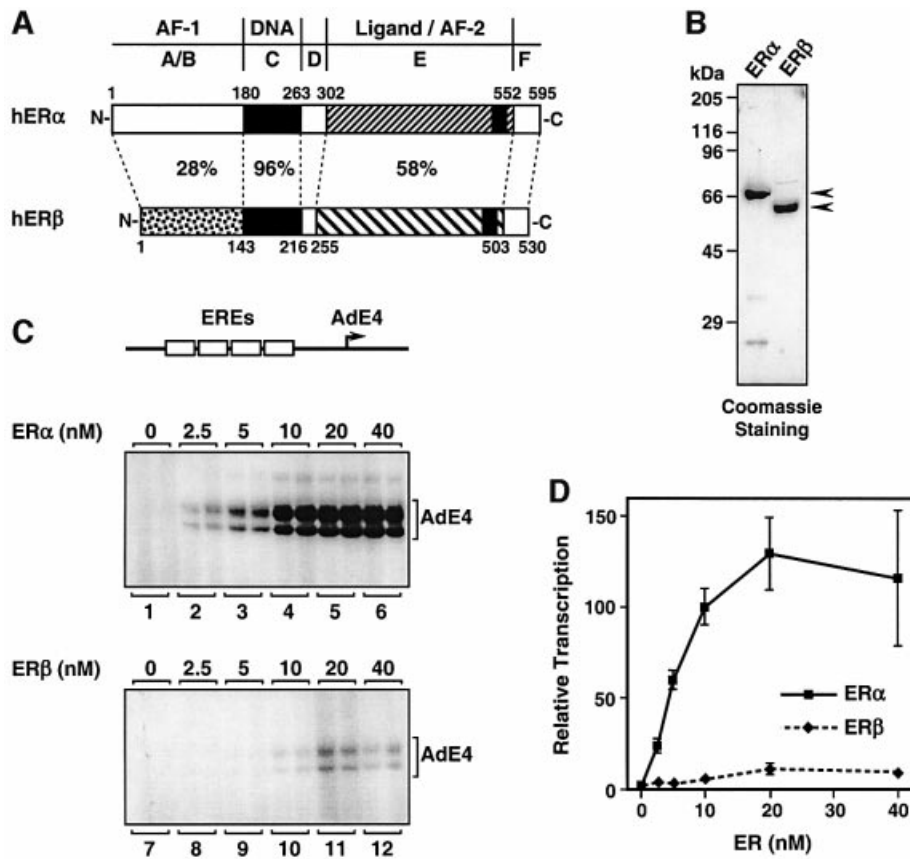 A
AF-1 DNA Ligand / AF-2
A/B C D E F
1 180 263 302 552 595
hERα N- -C
28% 96% 58%
hERβ N- -C
1 143 216 255 503 530
B
ERα ERβ
kDa
205
116
96
66
45
29
Coomassie
Staining
C
EREs AdE4
ERα (nM) 0 2.5 5 10 20 40
AdE4
1 2 3 4 5 6
ERβ (nM) 0 2.5 5 10 20 40
AdE4
7 8 9 10 11 12
D
Relative Transcription
150
100
50
0
ERα
ERβ
0 10 20 30 40
ER (nM)